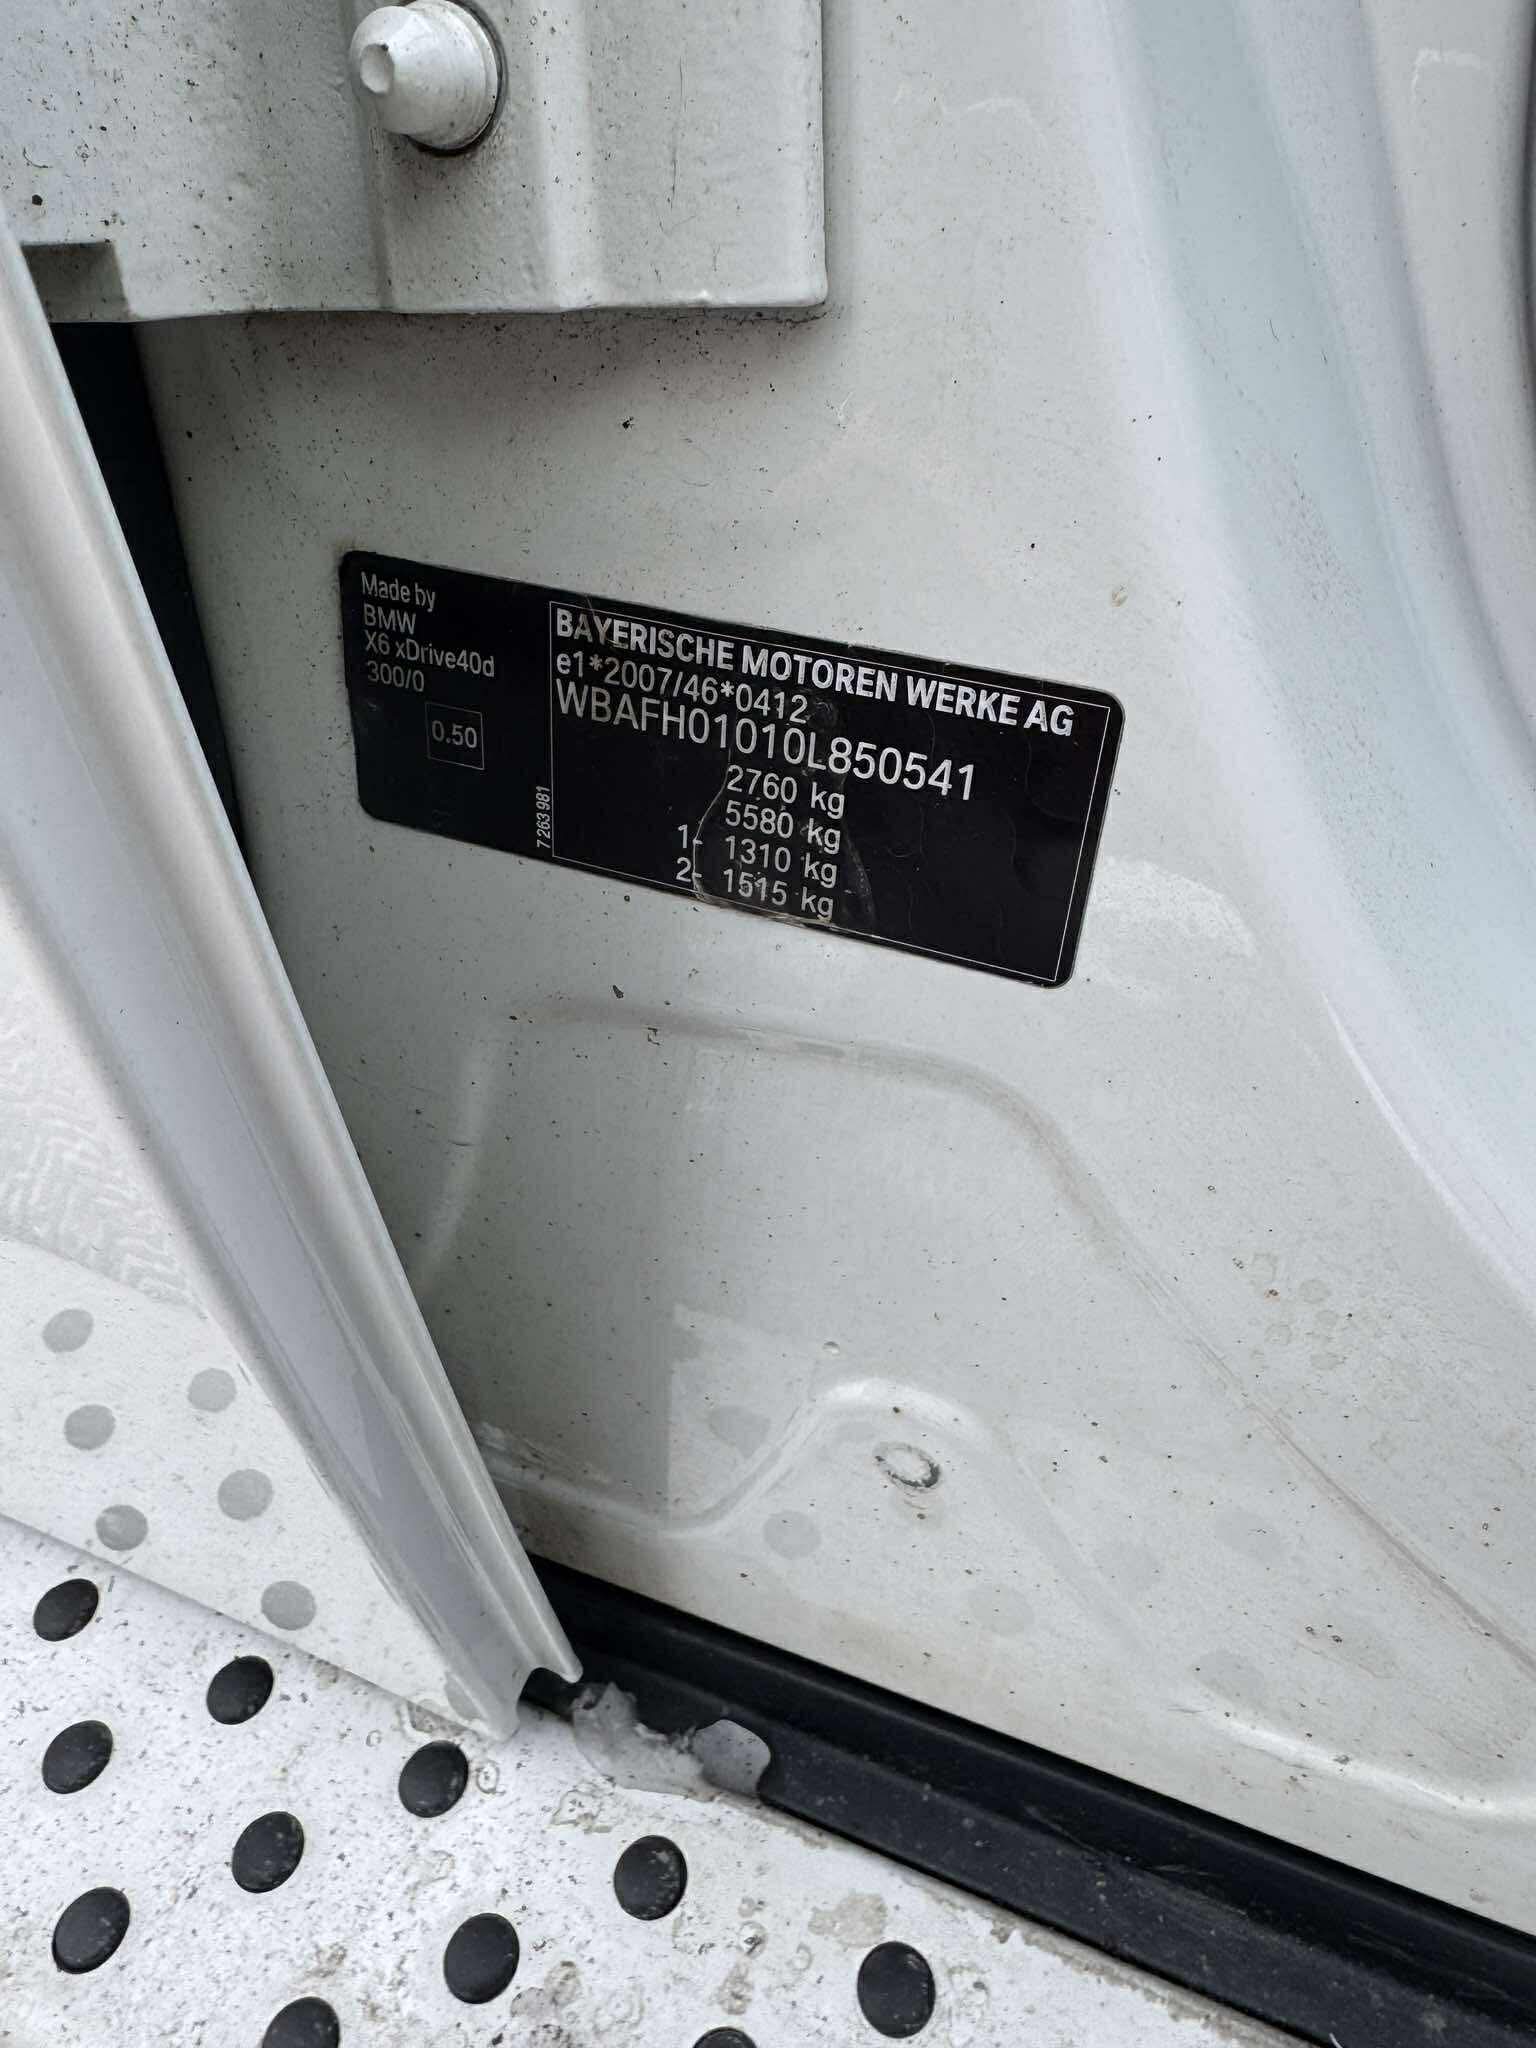 Made by
BMW
X6 xDrive40d
300/0
0.50
7 263 981
BAYERISCHE MOTOREN WERKE AG
e1*2007/46*0412
WBAFH01010L850541
2760 kg
5580 kg
1- 1310 kg
2- 1515 kg